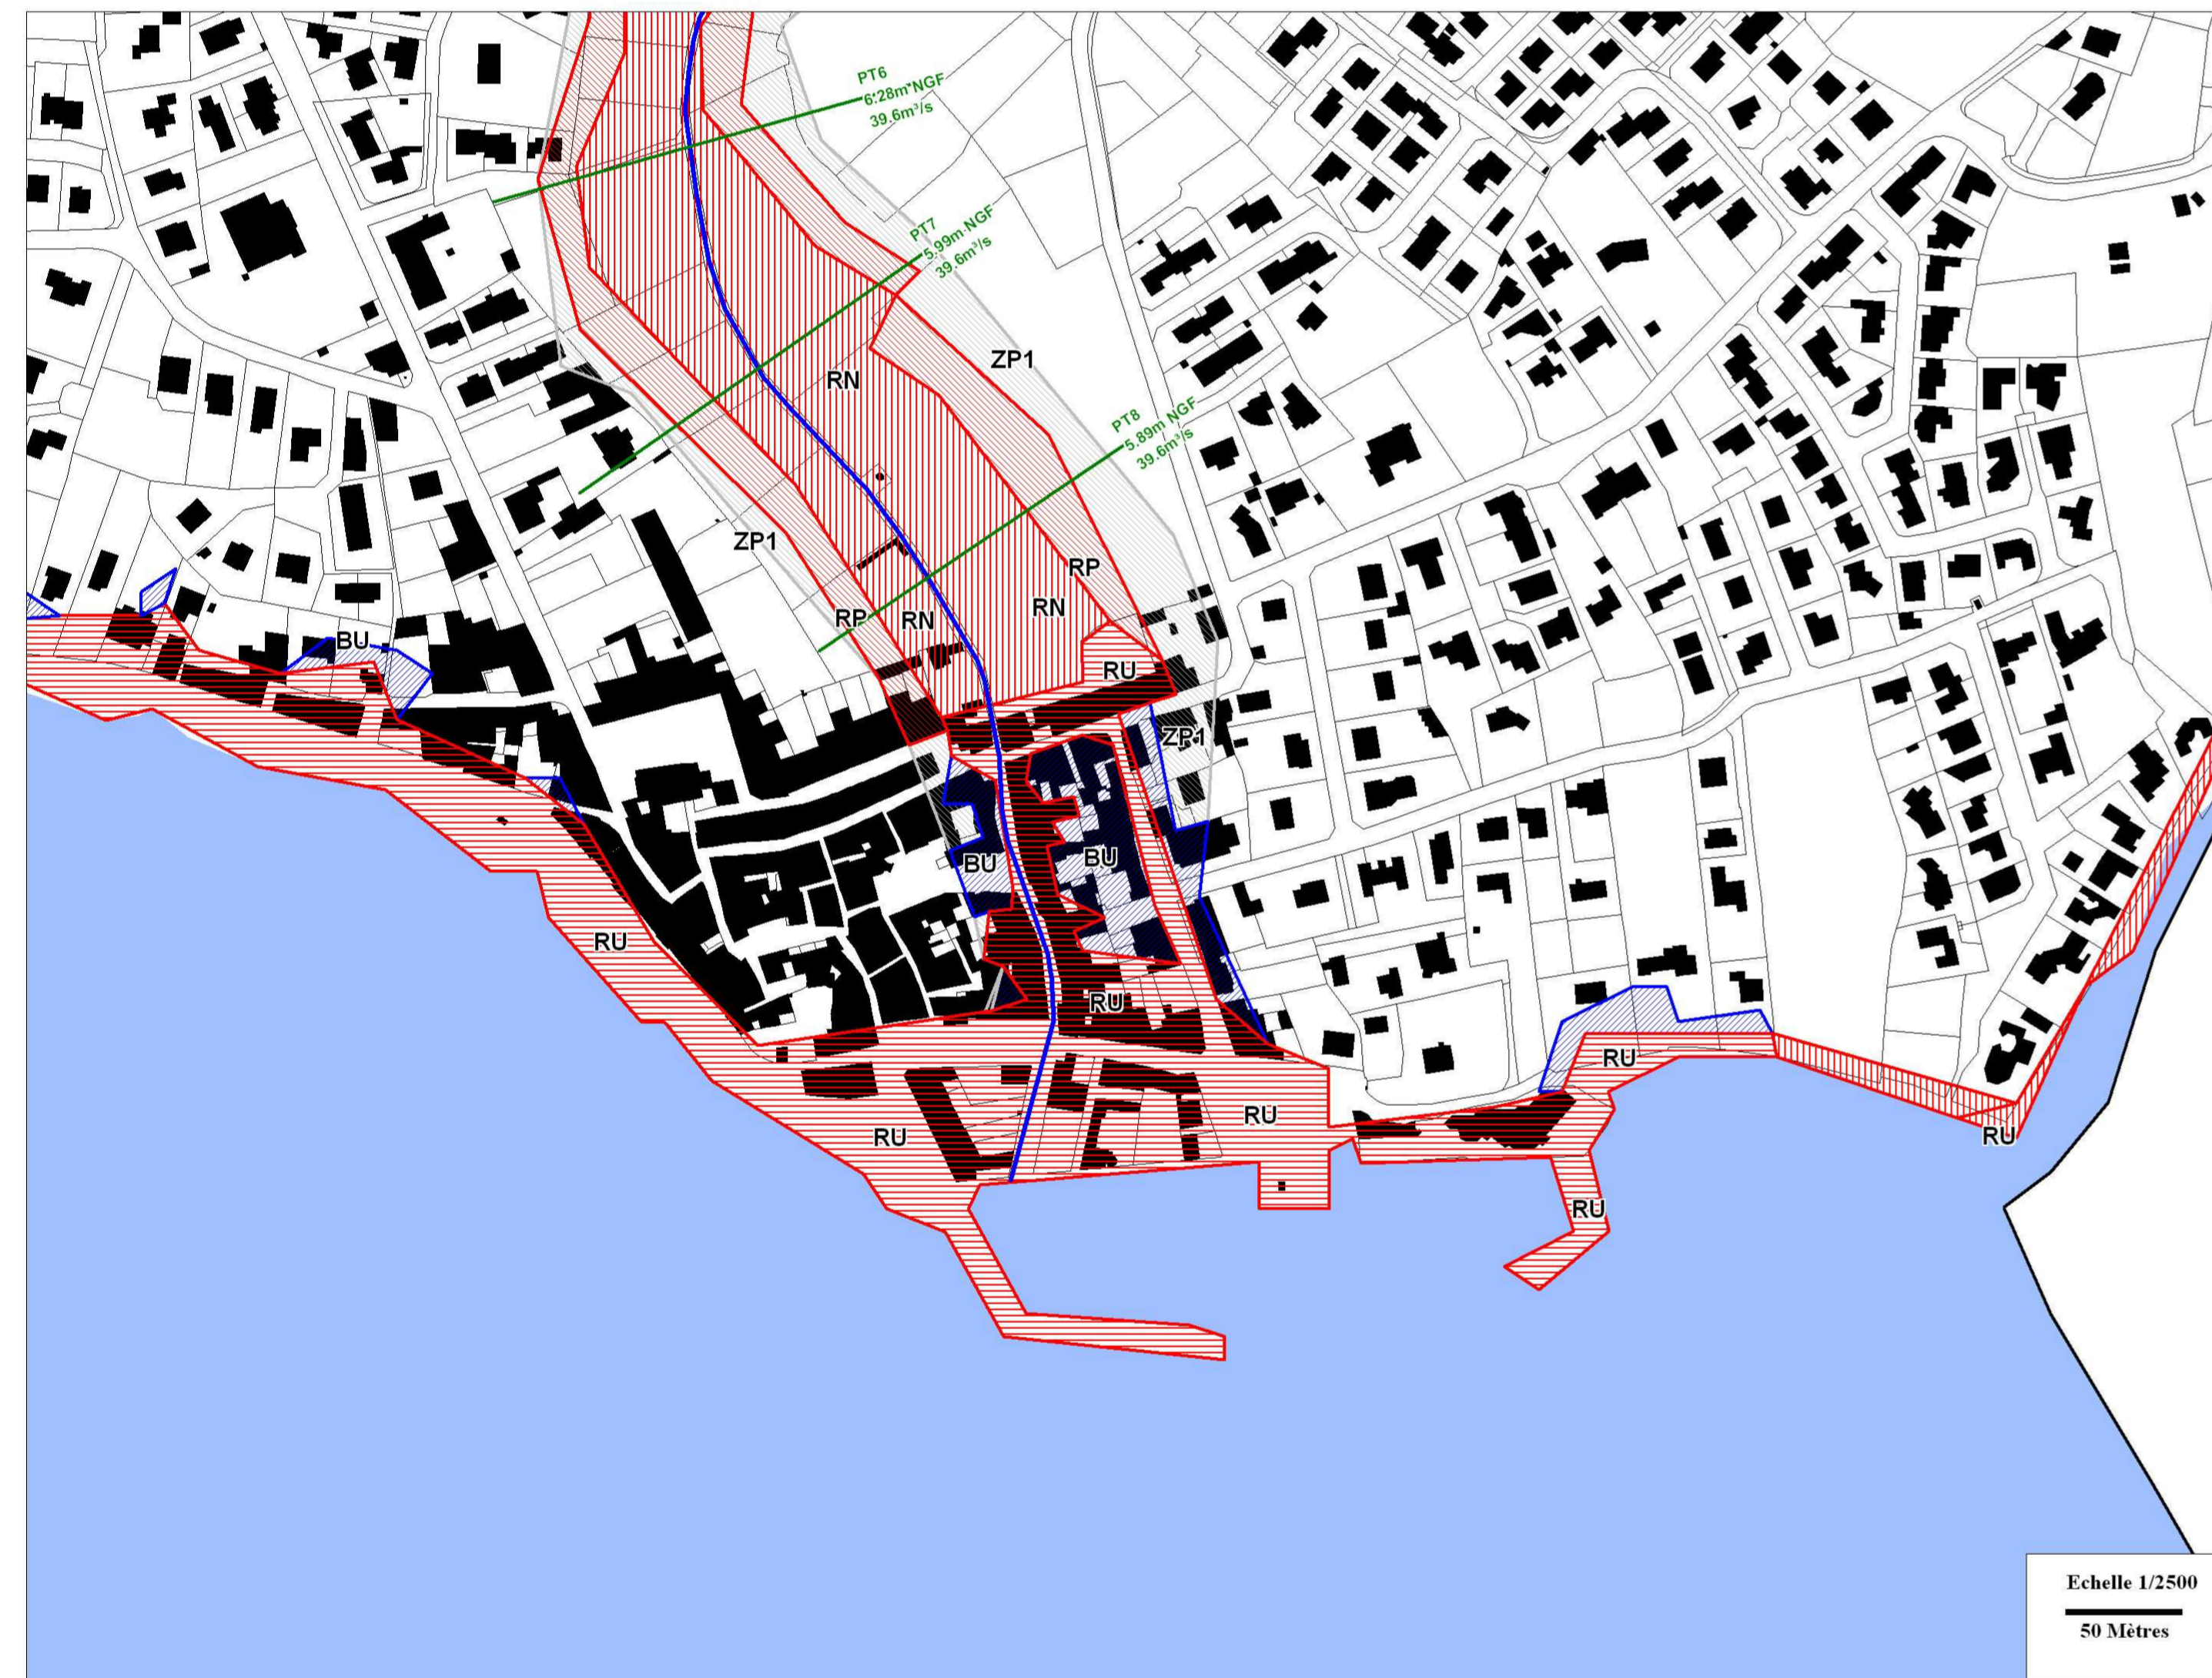 PT6
6.28m NGF
39.6m³/s
PT7
5.99m NGF
39.6m³/s
ZP1
RN
PT8
5.89m NGF
39.6m³/s
ZP1
RP
RN
RP
RN
BU
RU
ZP1
BU
BU
RU
RU
RU
RU
RU
RU
RU
Echelle 1/2500
50 Mètres